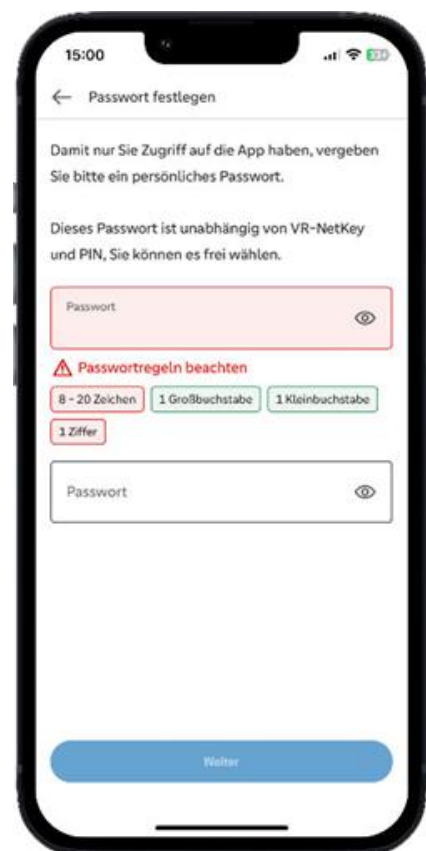 15:00
Passwort festlegen
Damit nur Sie Zugriff auf die App haben, vergeben
Sie bitte ein persönliches Passwort.
Dieses Passwort ist unabhängig von VR-NetKey
und PIN, Sie können es frei wählen.
Passwort
Passwortregeln beachten
8 - 20 Zeichen 1 Großbuchstabe 1 Kleinbuchstabe
1 Ziffer
Passwort
Weiter